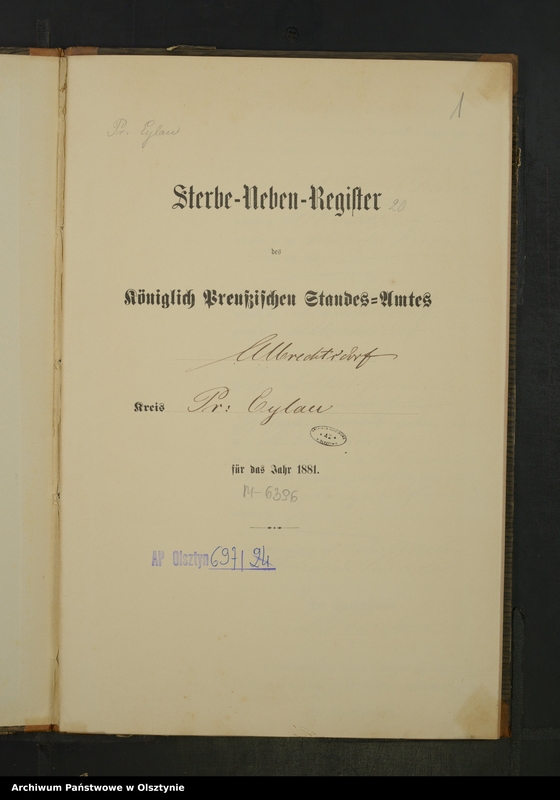 1
Pr. Eylau
Sterbe-Neben-Register 20
des
Königlich Preußischen Standes-Amtes
Albrechtsdorf
Kreis Pr: Eylau
für das Jahr 1881.
M-6396
AP Olsztyn 697/24
Archiwum Państwowe w Olsztynie